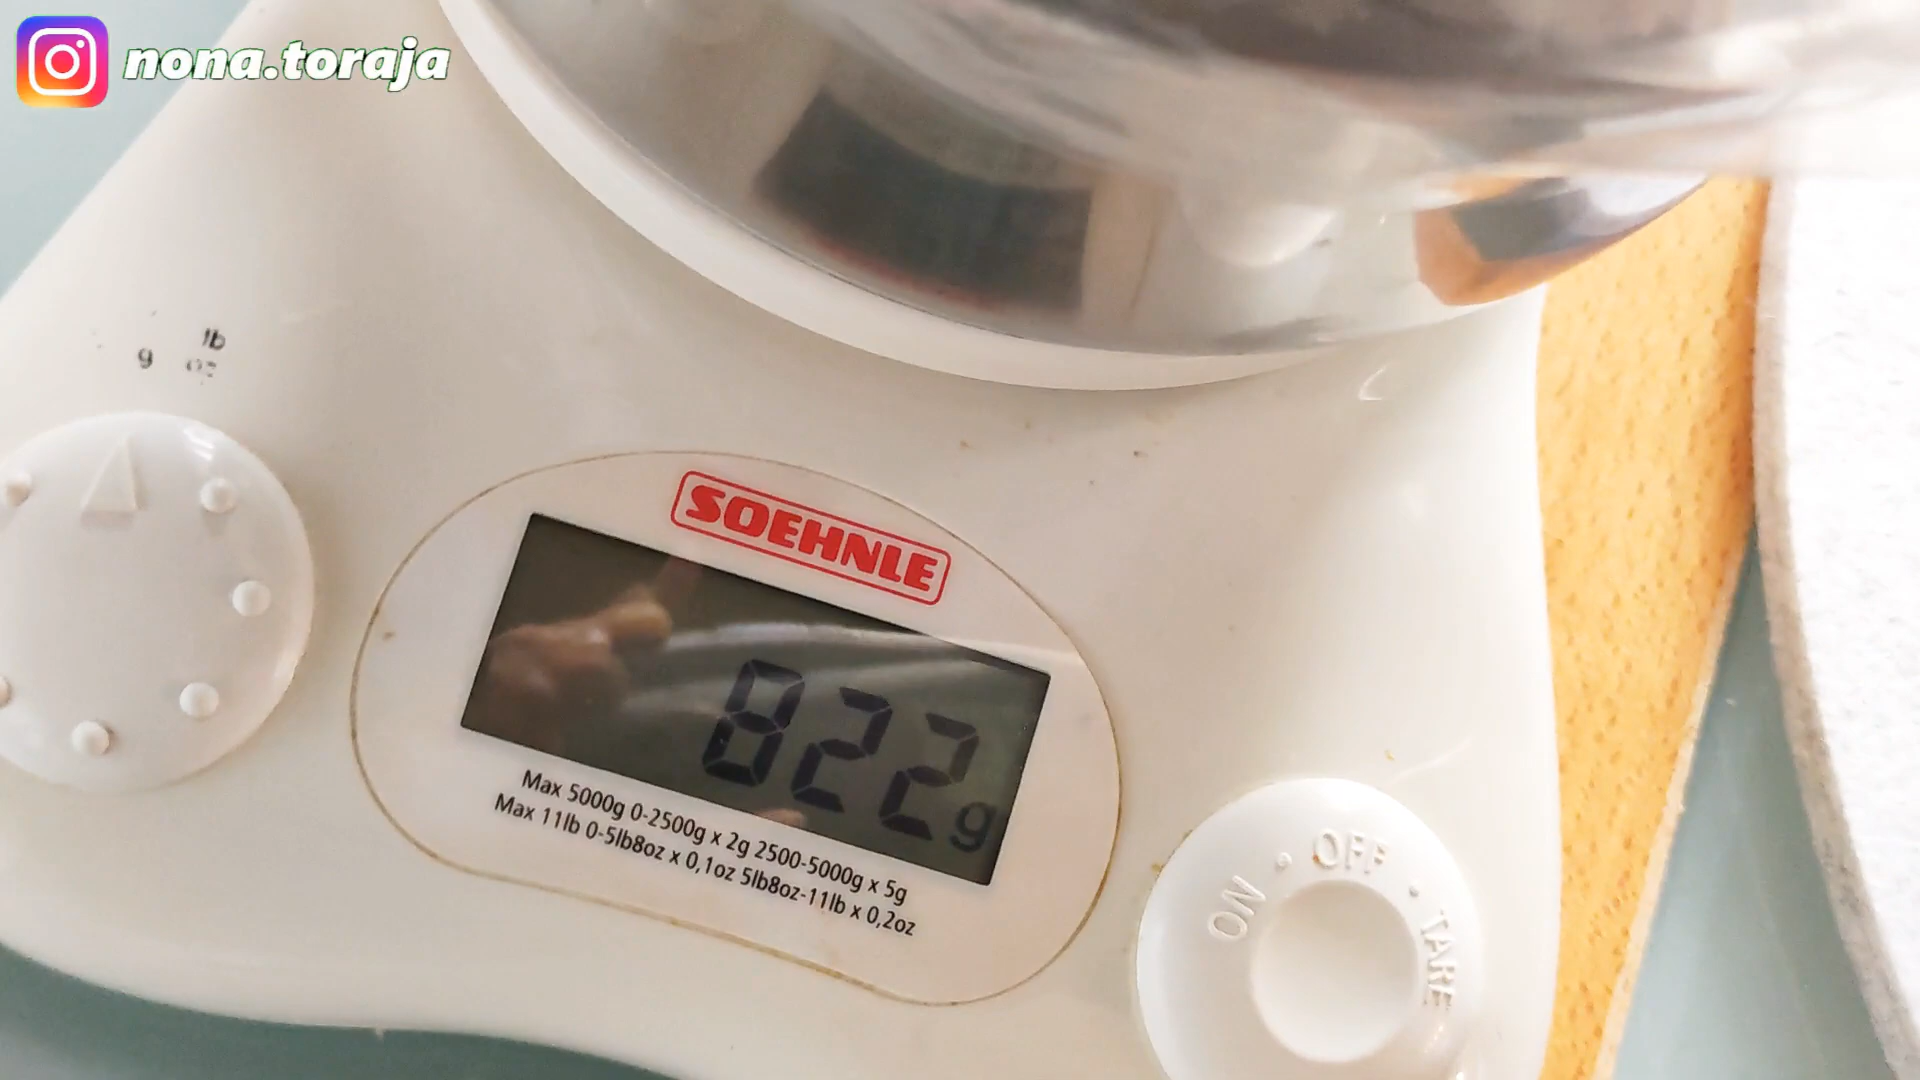 nona.toraja
lb
g oz
SOEHNLE
822g
Max 5000g 0-2500g x 2g 2500-5000g x 5g
Max 11lb 0-5lb8oz x 0,1oz 5lb8oz-11lb x 0,2oz
ON • OFF • TARE